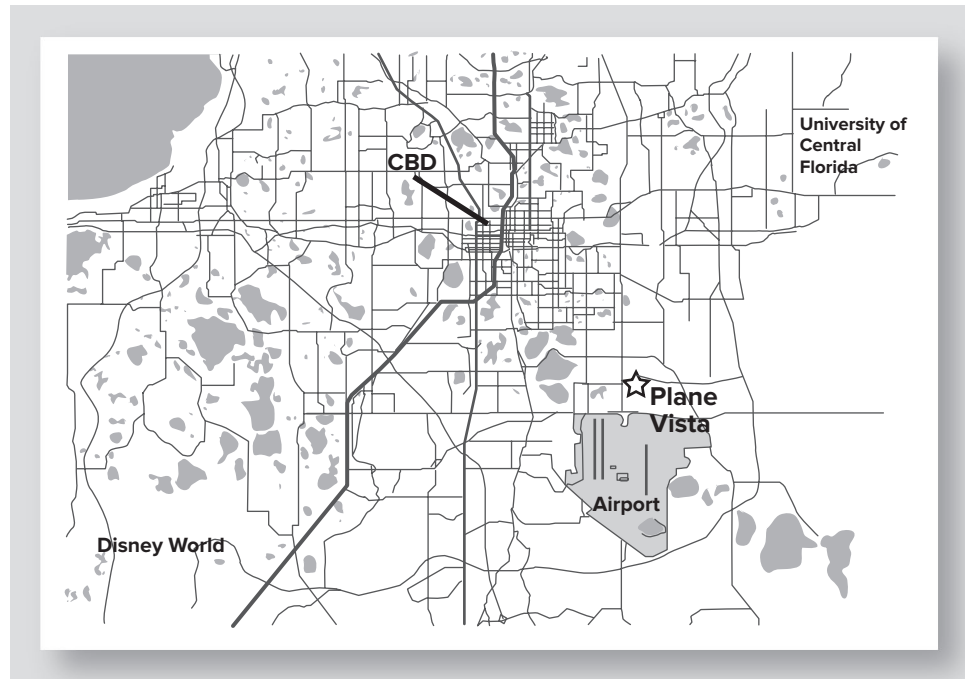 CBD
University of
Central
Florida
Plane
Vista
Airport
Disney World